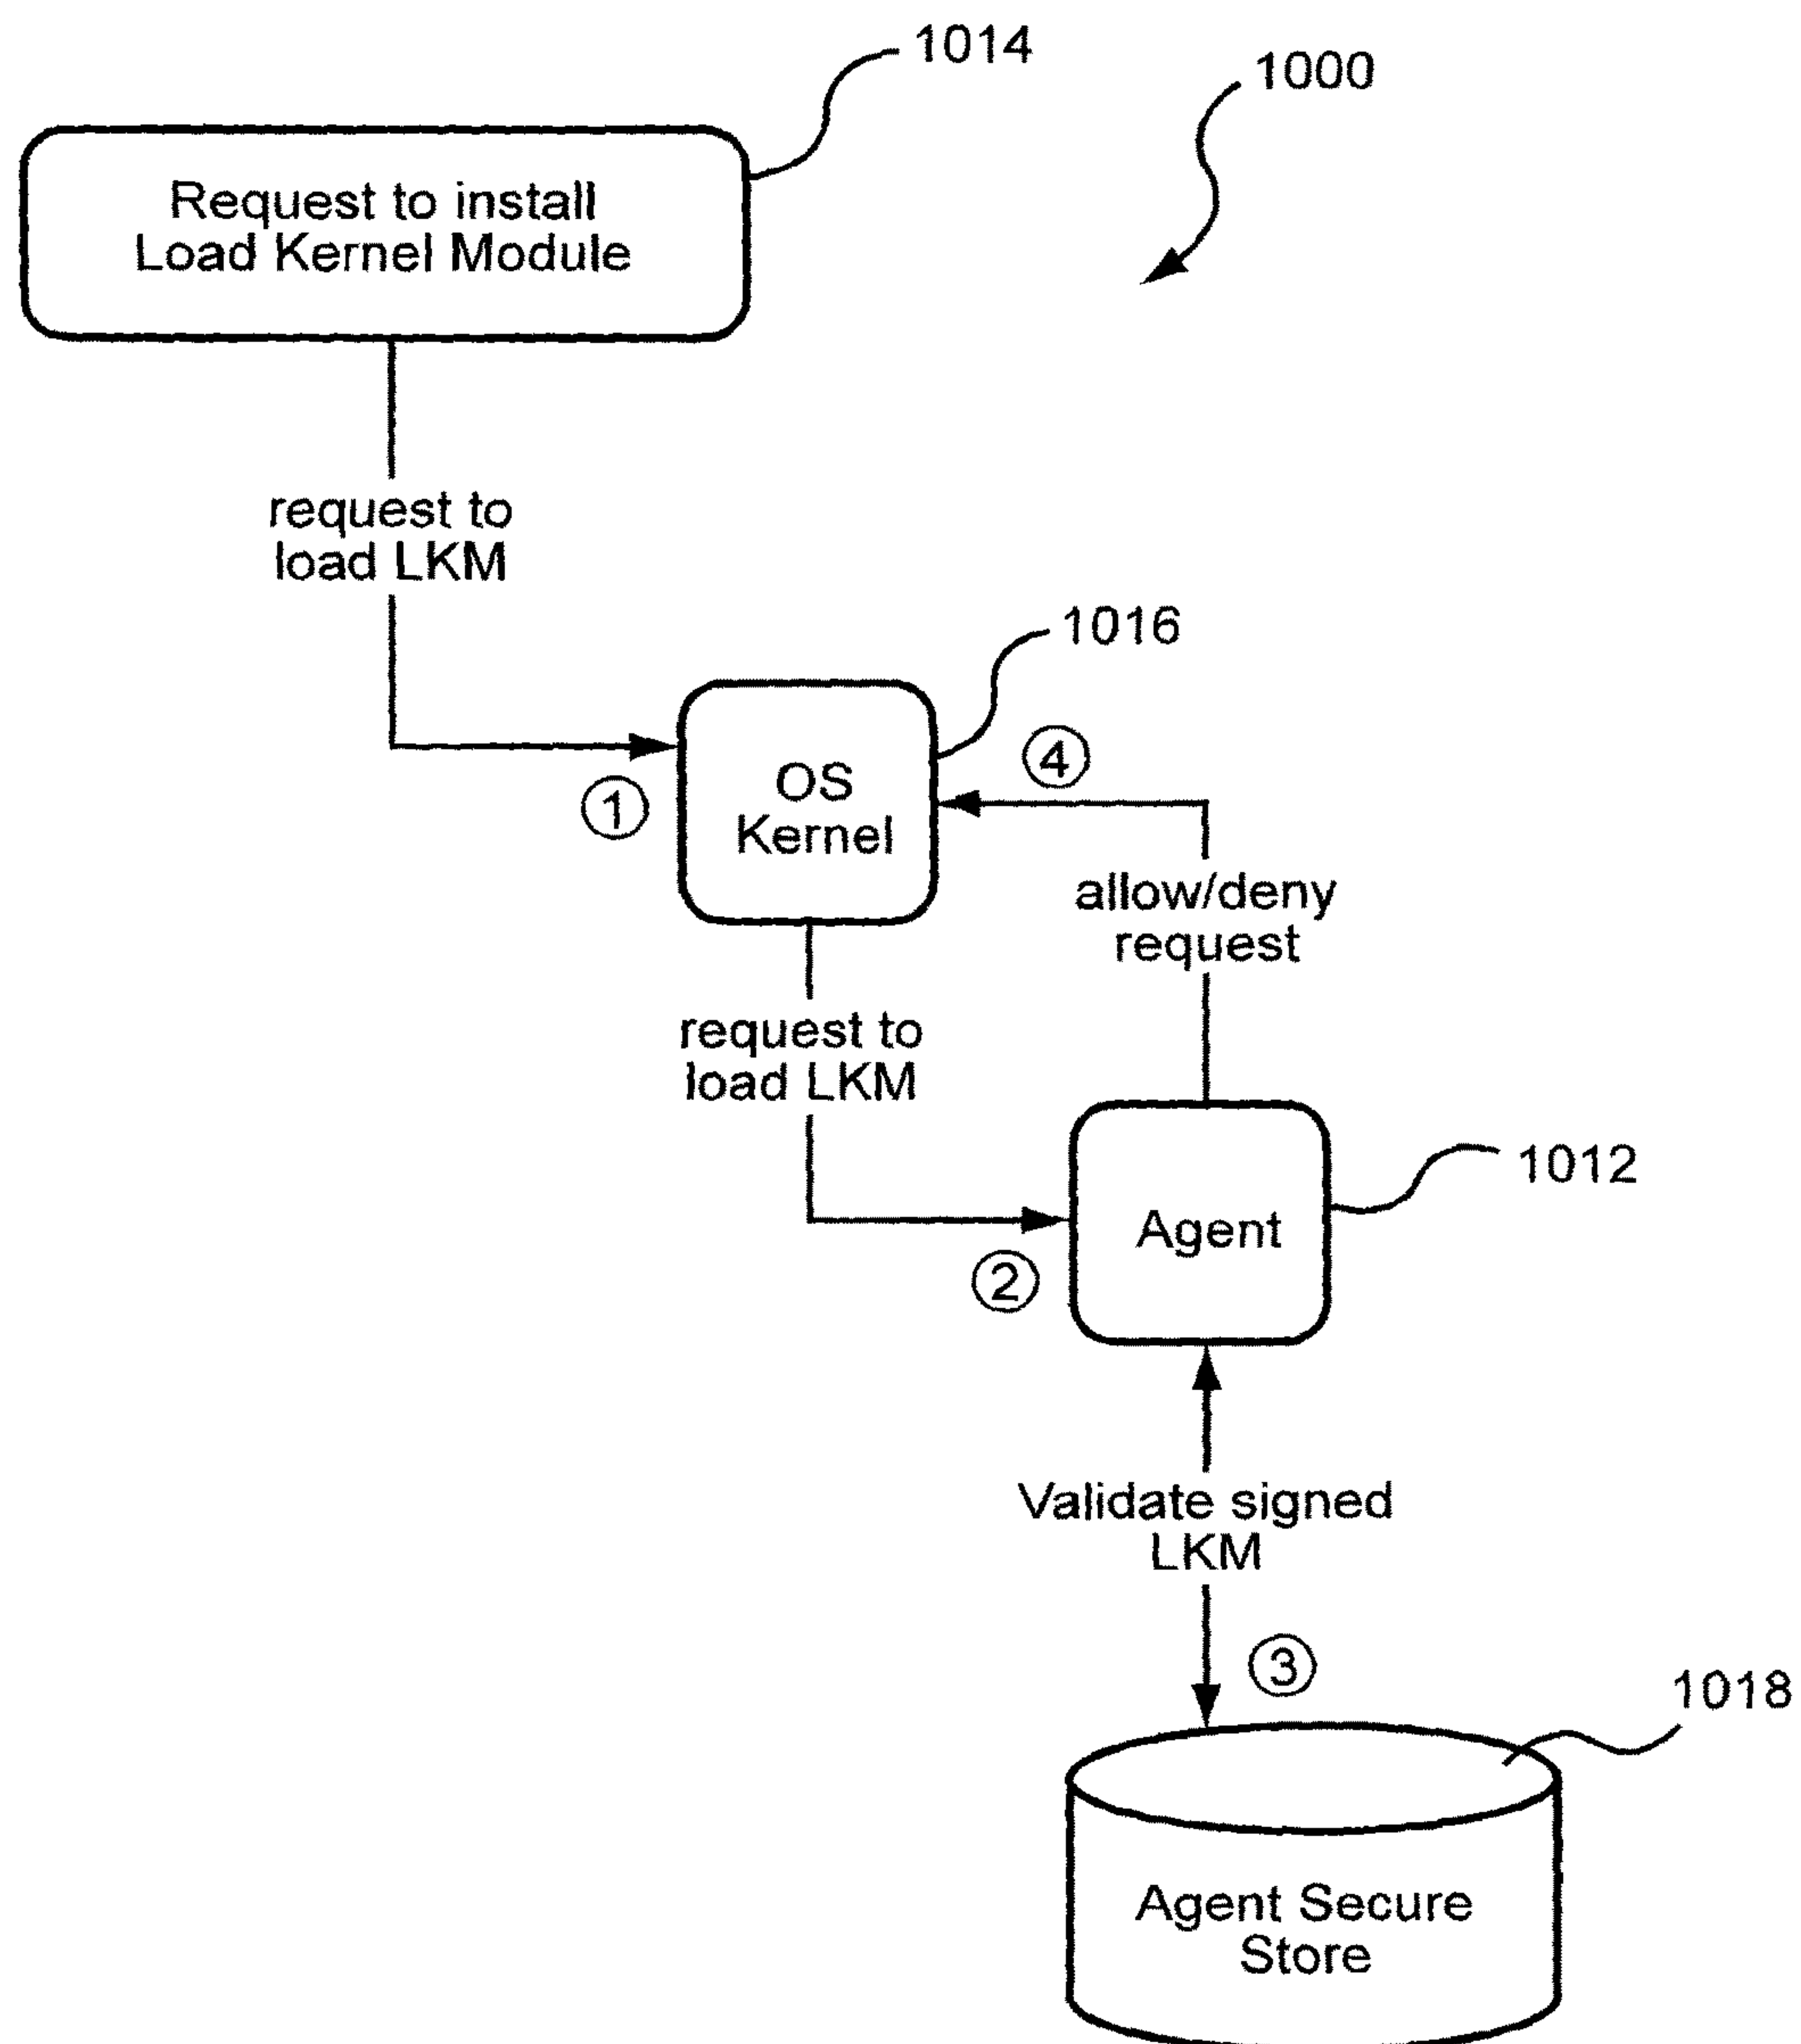 1014
1000
Request to install
Load Kernel Module
request to
load LKM
1016
1
OS
Kernel
4
allow/deny
request
request to
load LKM
2
Agent
1012
Validate signed
LKM
3
1018
Agent Secure
Store